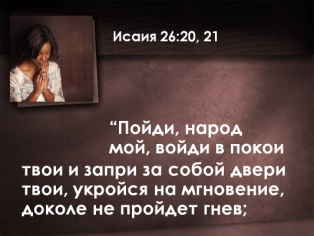 Исаия 26:20, 21
“Пойди, народ
мой, войди в покои
твои и запри за собой двери
твои, укройся на мгновение,
доколе не пройдет гнев;